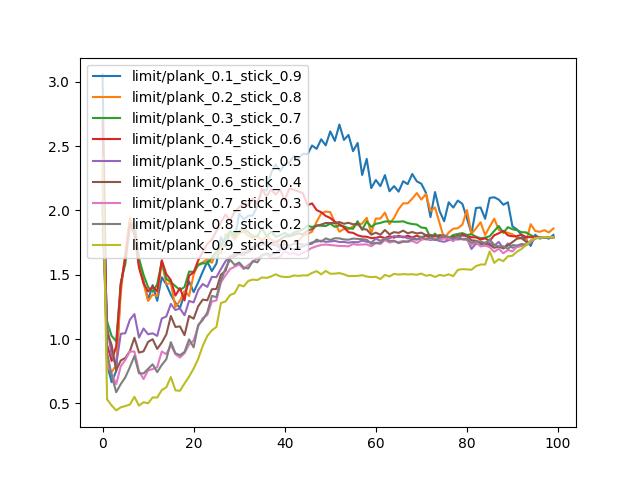 3.0
2.5
2.0
1.5
1.0
0.5
limit/plank_0.1_stick_0.9
limit/plank_0.2_stick_0.8
limit/plank_0.3_stick_0.7
limit/plank_0.4_stick_0.6
limit/plank_0.5_stick_0.5
limit/plank_0.6_stick_0.4
limit/plank_0.7_stick_0.3
limit/plank_0.8_stick_0.2
limit/plank_0.9_stick_0.1
0 20 40 60 80 100